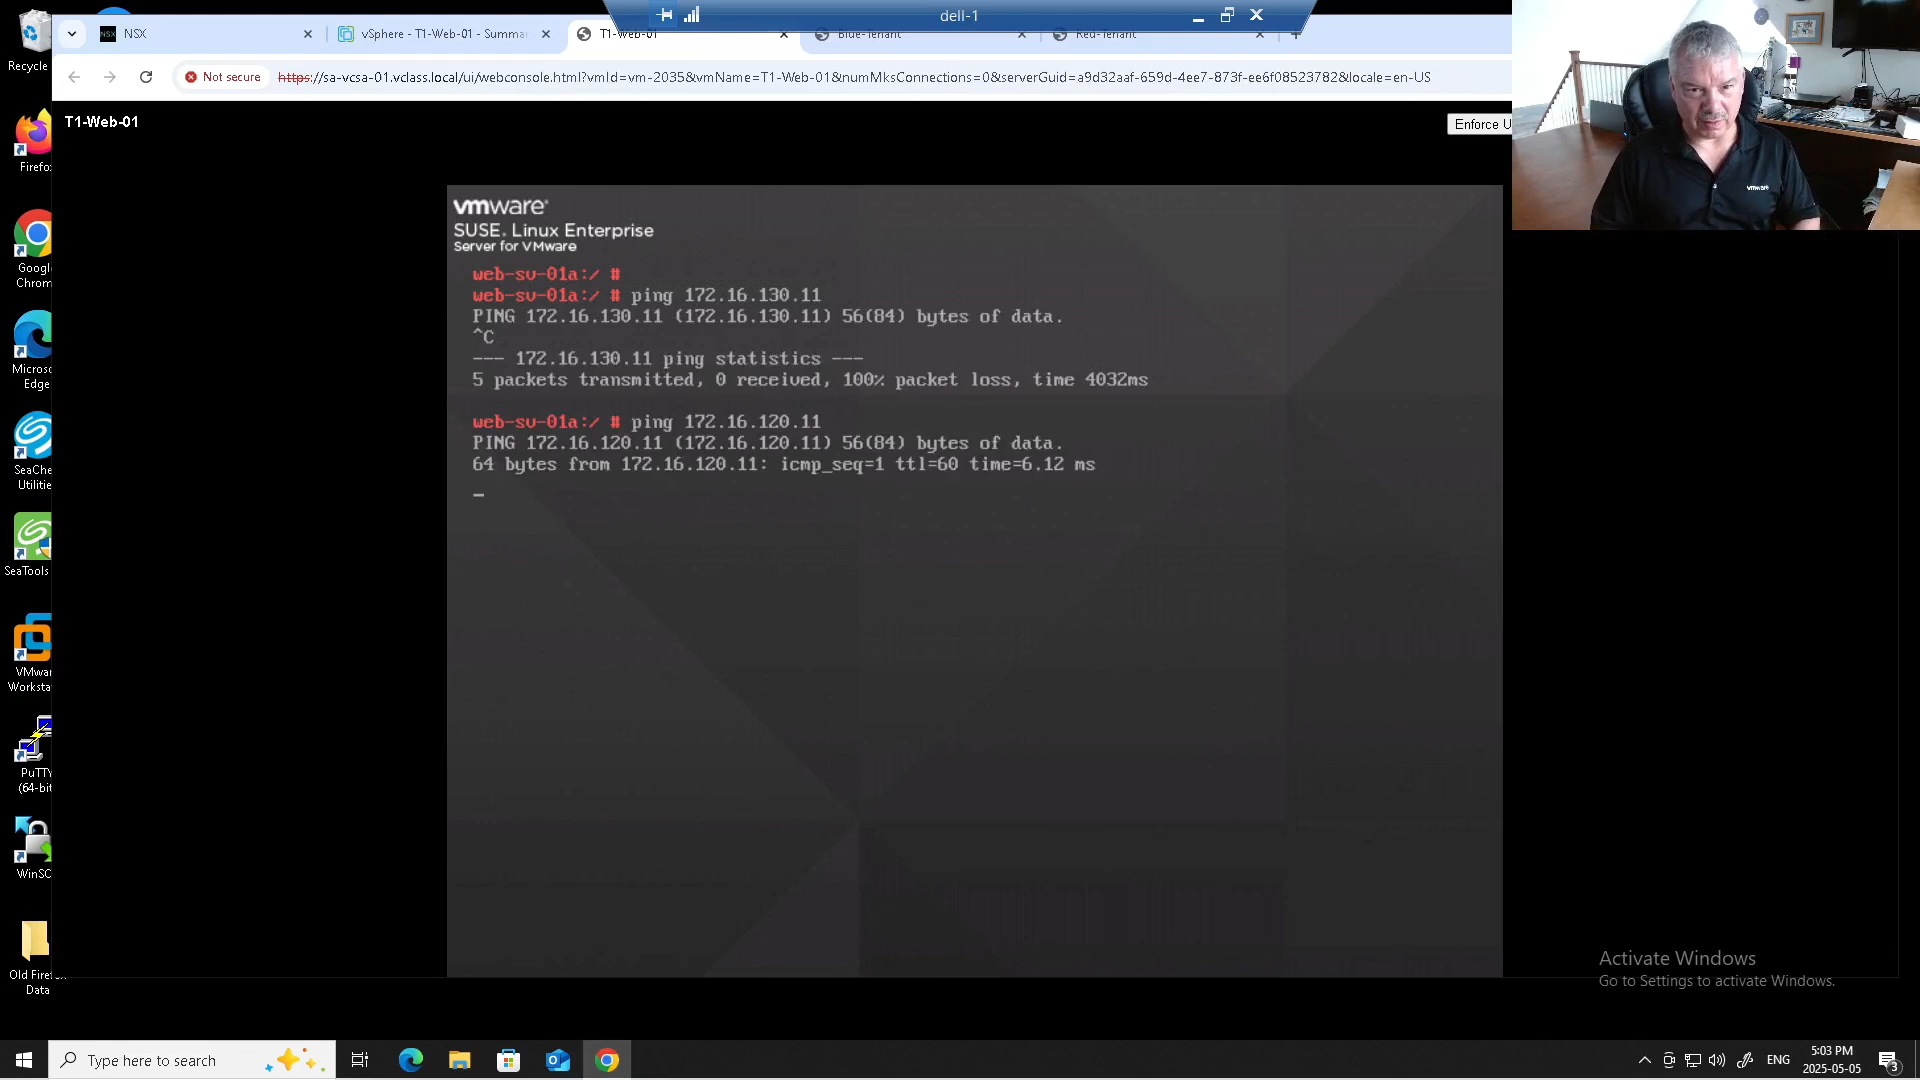 dell-1
NSX
vSphere - T1-Web-01 - Summar
T1-Web-01
Blue-Tenant
Red-Tenant
Not secure
https://sa-vcsa-01.vclass.local/ui/webconsole.html?vmId=vm-2035&vmName=T1-Web-01&numMksConnections=0&serverGuid=a9d32aaf-659d-4ee7-873f-ee6f08523782&locale=en-US
T1-Web-01
Enforce U
vmware
SUSE. Linux Enterprise
Server for VMware
web-sv-01a:/ #
web-sv-01a:/ # ping 172.16.130.11
PING 172.16.130.11 (172.16.130.11) 56(84) bytes of data.
^C
--- 172.16.130.11 ping statistics ---
5 packets transmitted, 0 received, 100% packet loss, time 4032ms
web-sv-01a:/ # ping 172.16.120.11
PING 172.16.120.11 (172.16.120.11) 56(84) bytes of data.
64 bytes from 172.16.120.11: icmp_seq=1 ttl=60 time=6.12 ms
_
Recycle
Firefo
Google
Chrom
Microso
Edge
SeaChe
Utilitie
SeaTools
VMwar
Worksta
PuTTY
(64-bit
WinSC
Old Firef
Data
vmware
Activate Windows
Go to Settings to activate Windows.
Type here to search
ENG
5:03 PM
2025-05-05
3